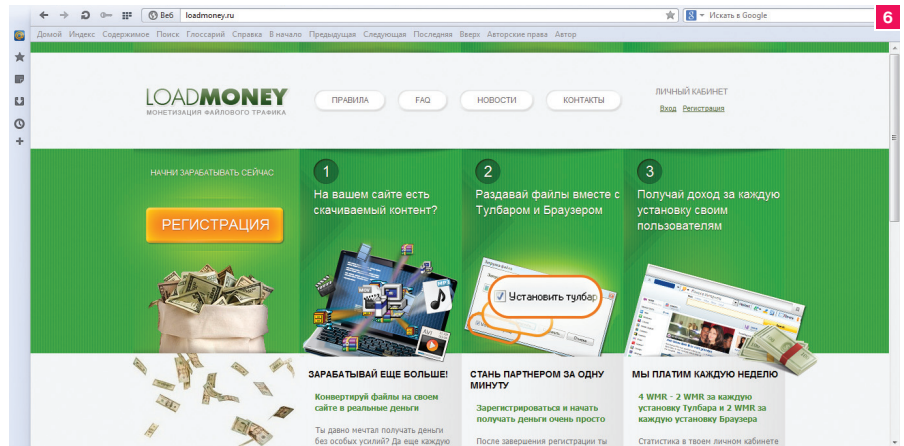 Веб
loadmoney.ru
Искать в Google
6
Домой Индекс Содержимое Поиск Глоссарий Справка В начало Предыдущая Следующая Последняя Вверх Авторские права Автор
LOADMONEY
МОНЕТИЗАЦИЯ ФАЙЛОВОГО ТРАФИКА
ПРАВИЛА
FAQ
НОВОСТИ
КОНТАКТЫ
ЛИЧНЫЙ КАБИНЕТ
Вход Регистрация
НАЧНИ ЗАРАБАТЫВАТЬ СЕЙЧАС
РЕГИСТРАЦИЯ
1
На вашем сайте есть
скачиваемый контент?
MP3
AVI
2
Раздавай файлы вместе с
Тулбаром и Браузером
Установить тулбар
3
Получай доход за каждую
установку своим
пользователям
ЗАРАБАТЫВАЙ ЕЩЕ БОЛЬШЕ!
Конвертируй файлы на своем
сайте в реальные деньги
Ты давно мечтал получать деньги
без особых усилий? Да еще каждую
СТАНЬ ПАРТНЕРОМ ЗА ОДНУ
МИНУТУ
Зарегистрироваться и начать
получать деньги очень просто
После завершения регистрации ты
МЫ ПЛАТИМ КАЖДУЮ НЕДЕЛЮ
4 WMR - 2 WMR за каждую
установку Тулбара и 2 WMR за
каждую установку Браузера
Статистика в твоем личном кабинете